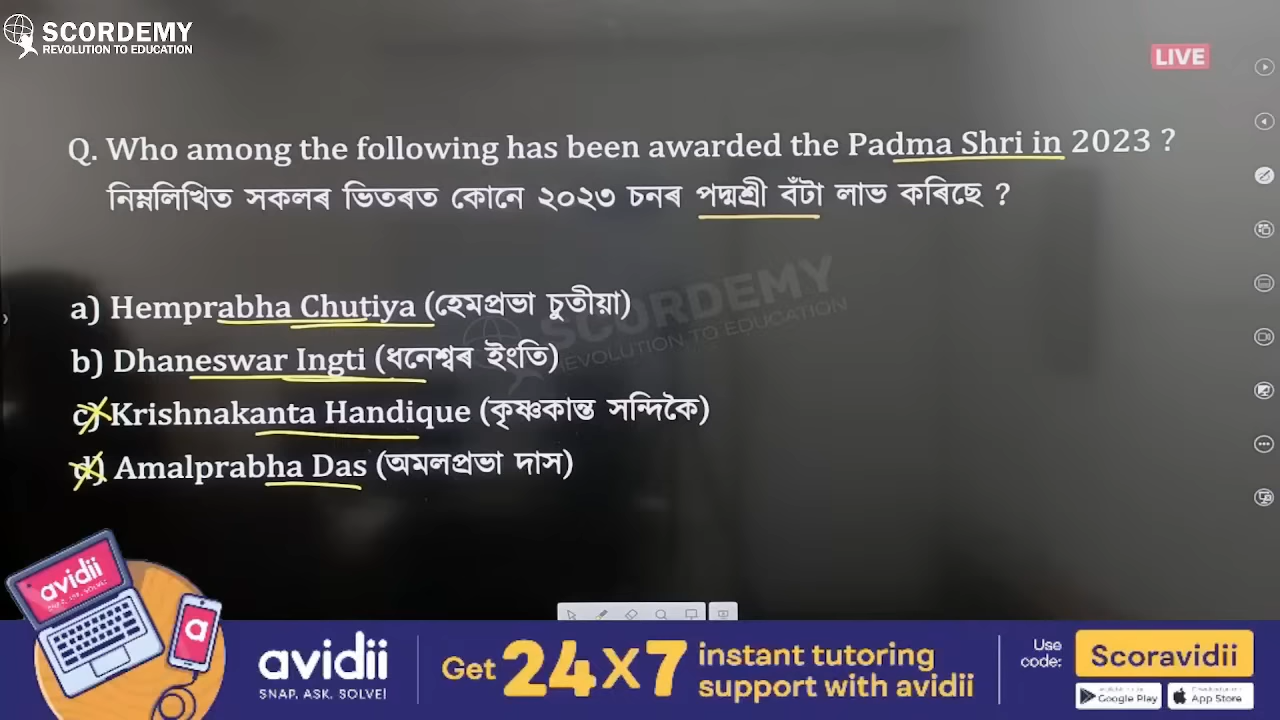 SCORDEMY
REVOLUTION TO EDUCATION
LIVE
Q. Who among the following has been awarded the Padma Shri in 2023 ?
নিম্নলিখিত সকলৰ ভিতৰত কোনে ২০২৩ চনৰ পদ্মশ্ৰী বঁটা লাভ কৰিছে ?
a) Hemprabha Chutiya (হেমপ্ৰভা চুতীয়া)
SCORDEMY
REVOLUTION TO EDUCATION
b) Dhaneswar Ingti (ধনেশ্বৰ ইংতি)
c) Krishnakanta Handique (কৃষ্ণকান্ত সন্দিকৈ)
d) Amalprabha Das (অমলপ্ৰভা দাস)
avidii
a
avidii
SNAP. ASK. SOLVE!
Get 24X7 instant tutoring support with avidii
Use code: Scoravidii
Google Play
App Store